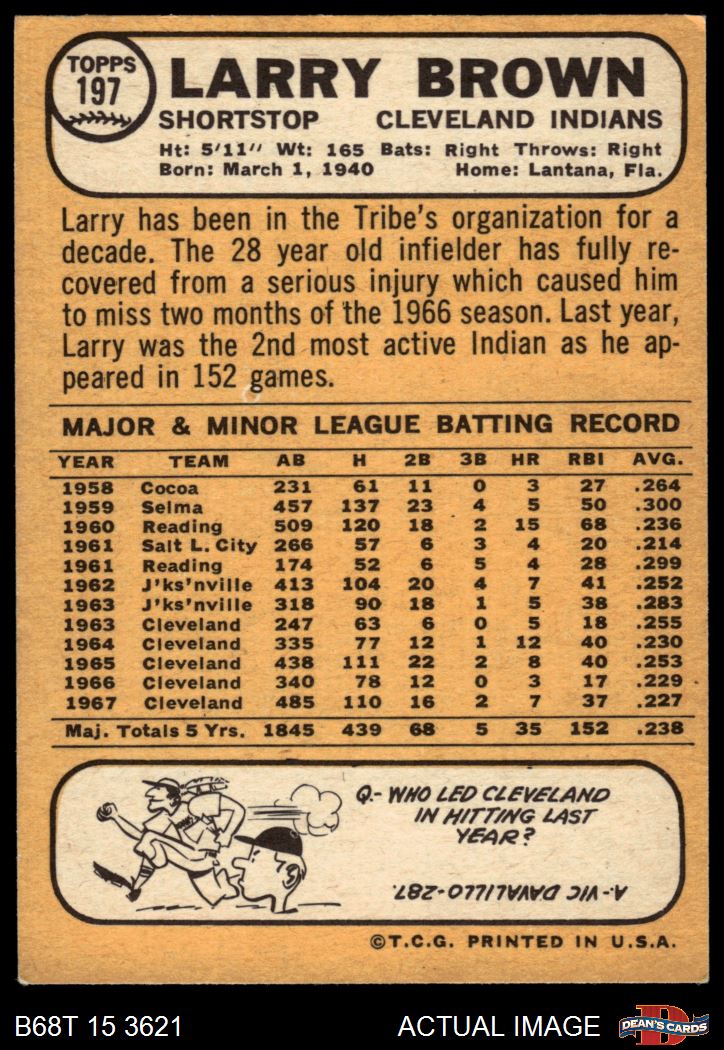 TOPPS
197
LARRY BROWN
SHORTSTOP CLEVELAND INDIANS
Ht: 5'11" Wt: 165 Bats: Right Throws: Right
Born: March 1, 1940 Home: Lantana, Fla.
Larry has been in the Tribe's organization for a
decade. The 28 year old infielder has fully re-
covered from a serious injury which caused him
to miss two months of the 1966 season. Last year,
Larry was the 2nd most active Indian as he ap-
peared in 152 games.
MAJOR & MINOR LEAGUE BATTING RECORD
YEAR TEAM AB H 2B 3B HR RBI AVG.
1958 Cocoa 231 61 11 0 3 27 .264
1959 Selma 457 137 23 4 5 50 .300
1960 Reading 509 120 18 2 15 68 .236
1961 Salt L. City 266 57 6 3 4 20 .214
1961 Reading 174 52 6 5 4 28 .299
1962 J'ks'nville 413 104 20 4 7 41 .252
1963 J'ks'nville 318 90 18 1 5 38 .283
1963 Cleveland 247 63 6 0 5 18 .255
1964 Cleveland 335 77 12 1 12 40 .230
1965 Cleveland 438 111 22 2 8 40 .253
1966 Cleveland 340 78 12 0 3 17 .229
1967 Cleveland 485 110 16 2 7 37 .227
Maj. Totals 5 Yrs. 1845 439 68 5 35 152 .238
Q.- WHO LED CLEVELAND
IN HITTING LAST
YEAR?
A.-VIC DAVALILLO-.287.
©T.C.G. PRINTED IN U.S.A.
B68T 15 3621 ACTUAL IMAGE
D
DEAN'S CARDS